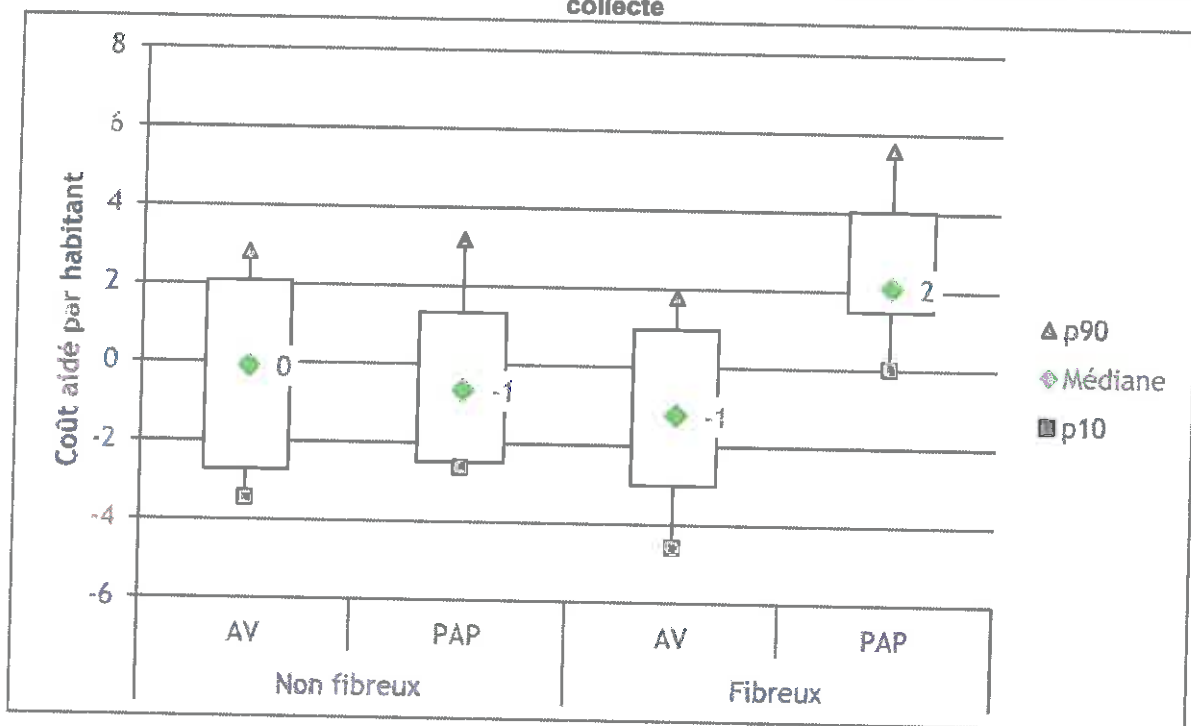 collecte
8
6
4
2
0
-2
-4
-6
Coût aidé par habitant
0
-1
-1
2
p90
Médiane
p10
AV PAP AV PAP
Non fibreux Fibreux